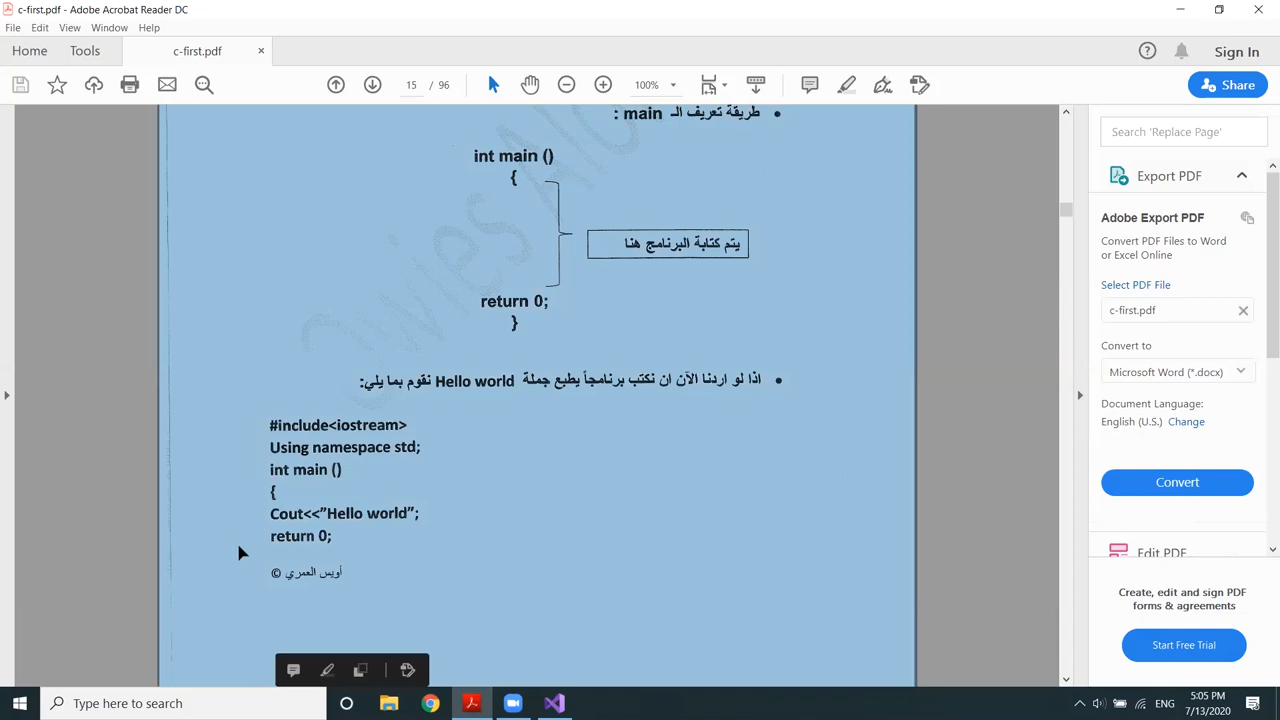 c-first.pdf - Adobe Acrobat Reader DC
File Edit View Window Help
Home Tools c-first.pdf × Sign In
15 / 96 100% Share
طريقة تعريف الـ main :
int main ()
{
يتم كتابة البرنامج هنا
return 0;
}
اذا لو اردنا الآن ان نكتب برنامجاً يطبع جملة Hello world نقوم بما يلي:
#include<iostream>
Using namespace std;
int main ()
{
Cout<<”Hello world”;
return 0;
© أويس العمري
Search 'Replace Page'
Export PDF
Adobe Export PDF
Convert PDF Files to Word
or Excel Online
Select PDF File
c-first.pdf
Convert to
Microsoft Word (*.docx)
Document Language:
English (U.S.) Change
Convert
Edit PDF
Create, edit and sign PDF
forms & agreements
Start Free Trial
Type here to search
ENG
5:05 PM
7/13/2020